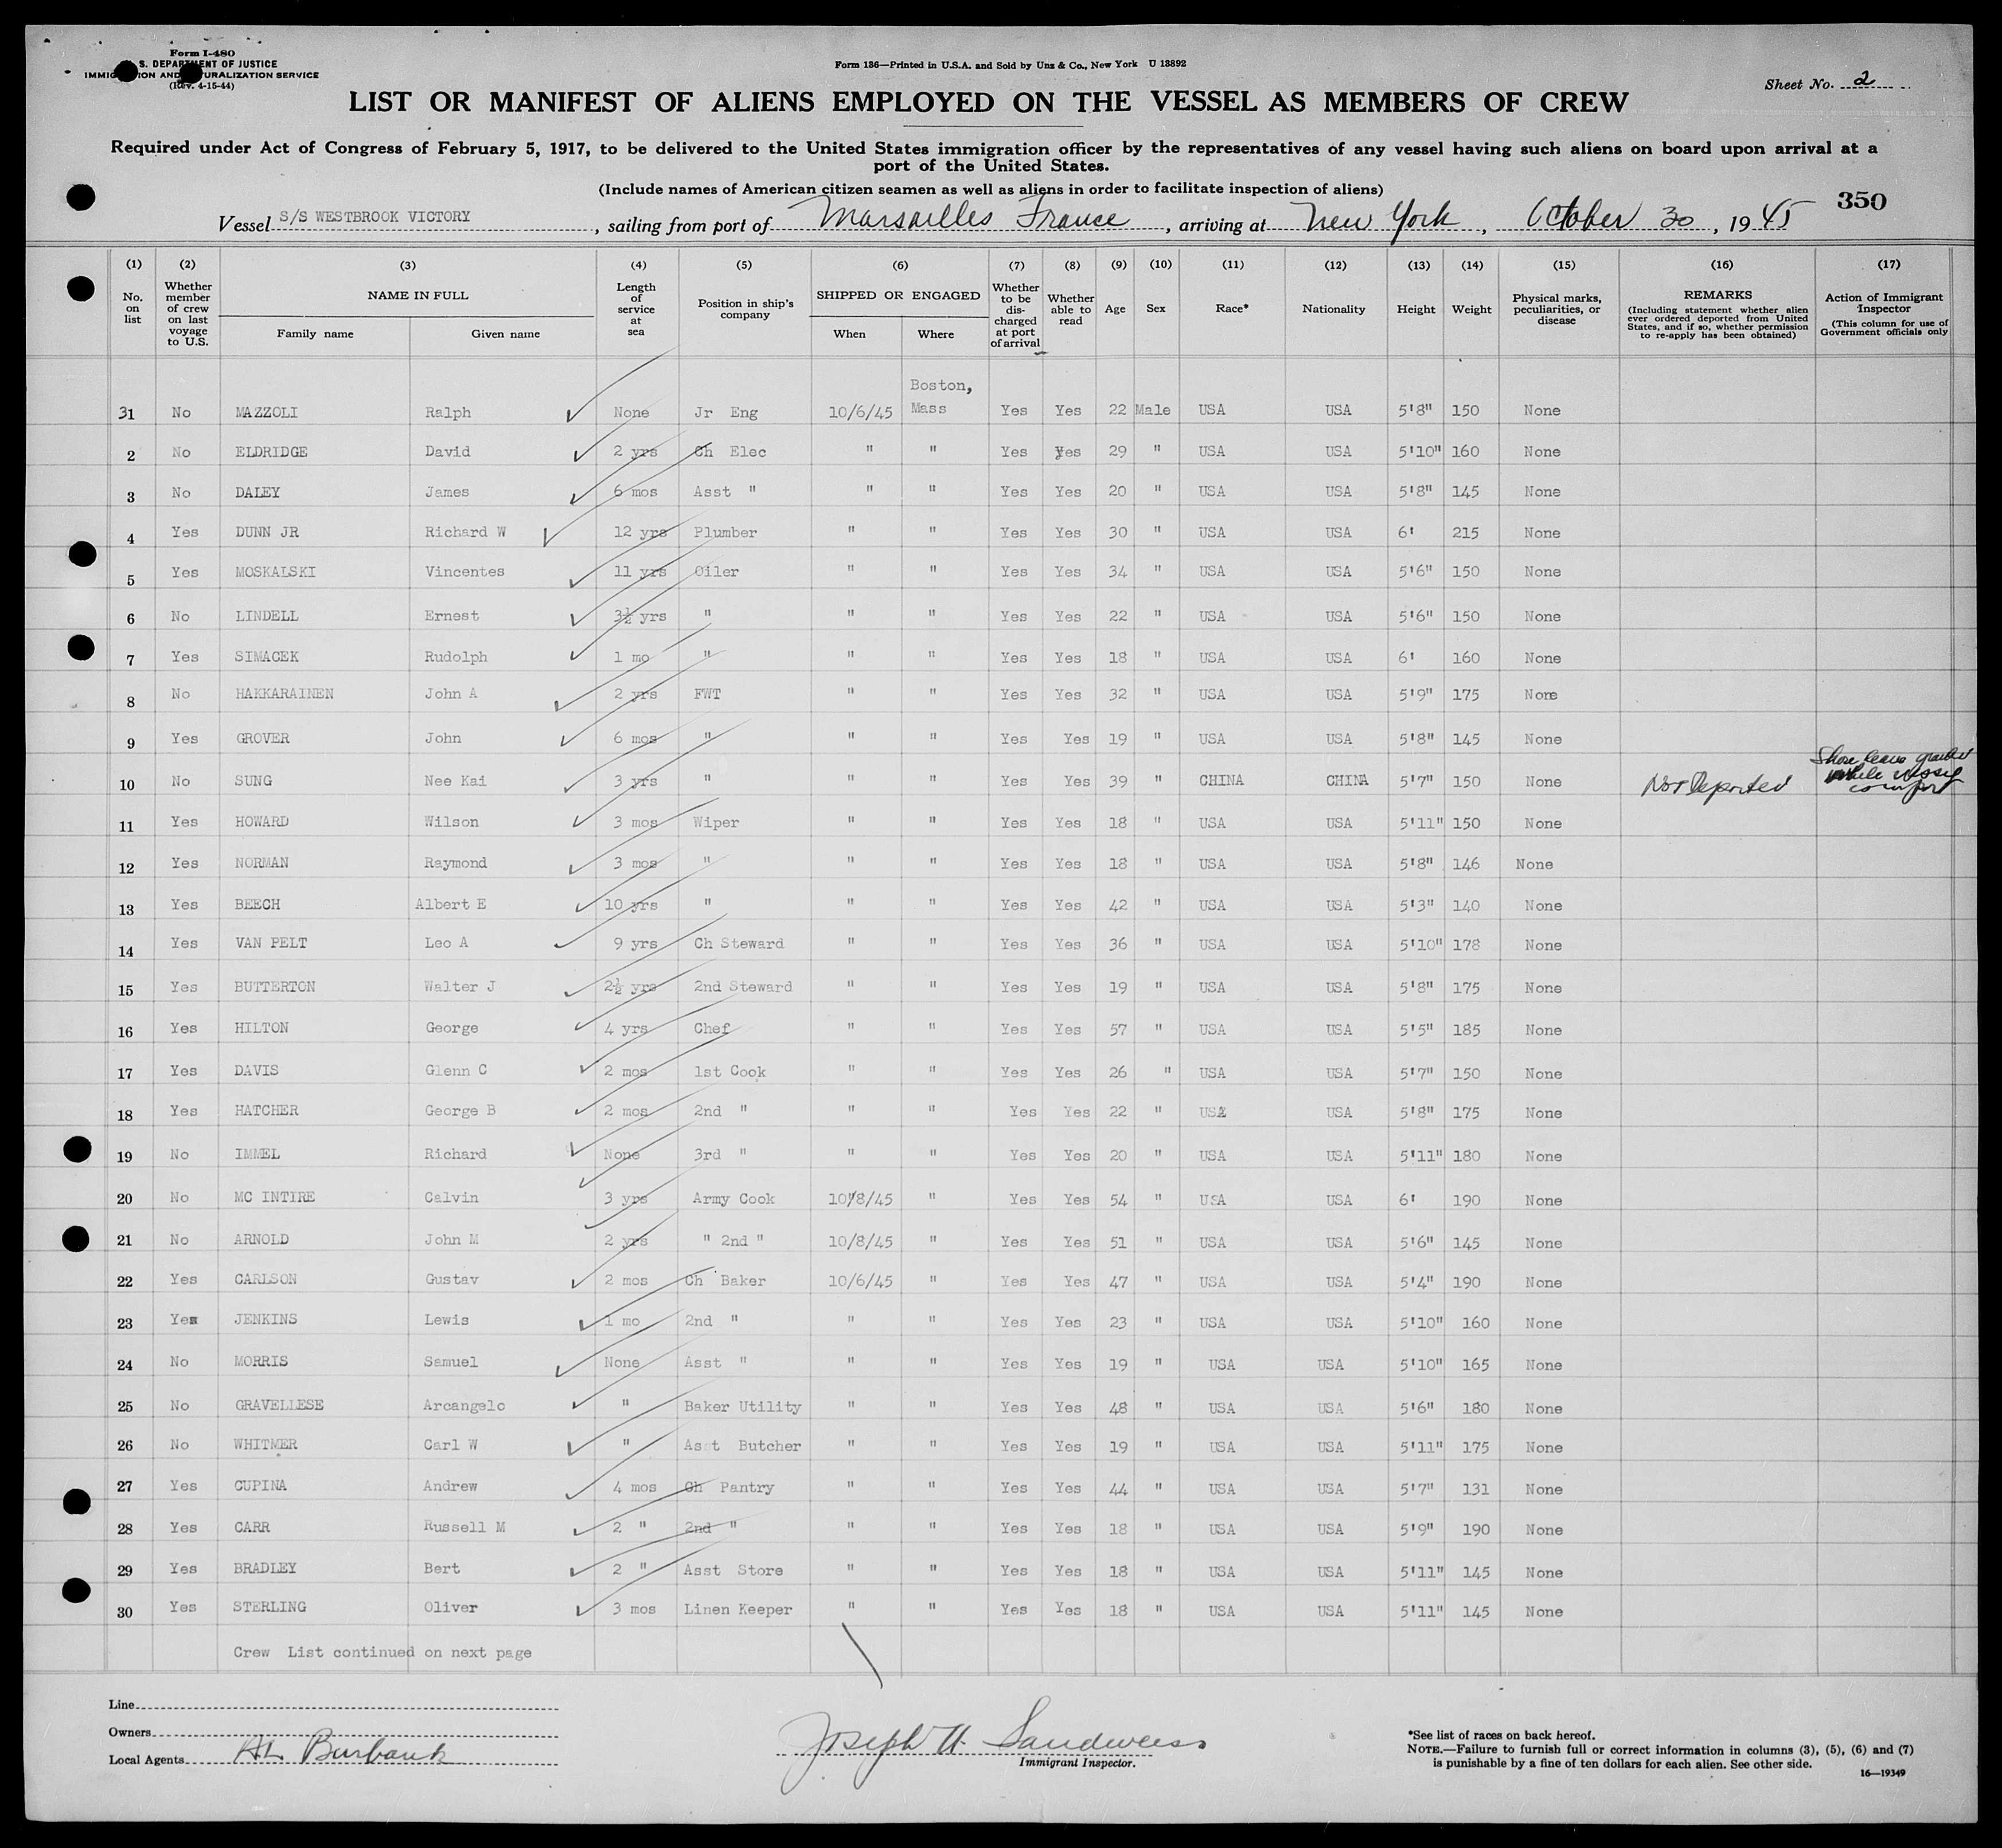 Form I-480
S. DEPARTMENT OF JUSTICE
IMMIGRATION AND NATURALIZATION SERVICE
(Rev. 4-15-44)
Form 136—Printed in U.S.A. and Sold by Unz & Co., New York U 13892
Sheet No. 2
LIST OR MANIFEST OF ALIENS EMPLOYED ON THE VESSEL AS MEMBERS OF CREW
Required under Act of Congress of February 5, 1917, to be delivered to the United States immigration officer by the representatives of any vessel having such aliens on board upon arrival at a
port of the United States.
(Include names of American citizen seamen as well as aliens in order to facilitate inspection of aliens)
350
Vessel S/S WESTBROOK VICTORY, sailing from port of Marsailles France, arriving at New York, October 30, 1945
(1) (2) (3) (4) (5) (6) (7) (8) (9) (10) (11) (12) (13) (14) (15) (16) (17)
No. on list
Whether member of crew on last voyage to U.S.
NAME IN FULL
Family name Given name
Length of service at sea
Position in ship's company
SHIPPED OR ENGAGED
When Where
Whether to be discharged at port of arrival
Whether able to read
Age
Sex
Race*
Nationality
Height
Weight
Physical marks, peculiarities, or disease
REMARKS
(Including statement whether alien ever ordered deported from United States, and if so, whether permission to re-apply has been obtained)
Action of Immigrant Inspector
(This column for use of Government officials only
31 No MAZZOLI Ralph None Jr Eng 10/6/45 Boston, Mass Yes Yes 22 Male USA USA 5'8" 150 None
2 No ELDRIDGE David 2 yrs Ch Elec " " Yes Yes 29 " USA USA 5'10" 160 None
3 No DALEY James 6 mos Asst " " " Yes Yes 20 " USA USA 5'8" 145 None
4 Yes DUNN JR Richard W 12 yrs Plumber " " Yes Yes 30 " USA USA 6' 215 None
5 Yes MOSKALSKI Vincentes 11 yrs Oiler " " Yes Yes 34 " USA USA 5'6" 150 None
6 No LINDELL Ernest 3½ yrs " " " Yes Yes 22 " USA USA 5'6" 150 None
7 Yes SIMACEK Rudolph 1 mo " " " Yes Yes 18 " USA USA 6' 160 None
8 No HAKKARAINEN John A 2 yrs FWT " " Yes Yes 32 " USA USA 5'9" 175 None
9 Yes GROVER John 6 mos " " " Yes Yes 19 " USA USA 5'8" 145 None
10 No SUNG Nee Kai 3 yrs " " " Yes Yes 39 " CHINA CHINA 5'7" 150 None Not Deported Shore leave granted while vessel in port
11 Yes HOWARD Wilson 3 mos Wiper " " Yes Yes 18 " USA USA 5'11" 150 None
12 Yes NORMAN Raymond 3 mos " " " Yes Yes 18 " USA USA 5'8" 146 None
13 Yes BEECH Albert E 10 yrs " " " Yes Yes 42 " USA USA 5'3" 140 None
14 Yes VAN PELT Leo A 9 yrs Ch Steward " " Yes Yes 36 " USA USA 5'10" 178 None
15 Yes BUTTERTON Walter J 2½ yrs 2nd Steward " " Yes Yes 19 " USA USA 5'8" 175 None
16 Yes HILTON George 4 yrs Chef " " Yes Yes 57 " USA USA 5'5" 185 None
17 Yes DAVIS Glenn C 2 mos 1st Cook " " Yes Yes 26 " USA USA 5'7" 150 None
18 Yes HATCHER George B 2 mos 2nd " " " Yes Yes 22 " USA USA 5'8" 175 None
19 No IMMEL Richard None 3rd " " " Yes Yes 20 " USA USA 5'11" 180 None
20 No MC INTIRE Calvin 3 yrs Army Cook 10/8/45 " Yes Yes 54 " USA USA 6' 190 None
21 No ARNOLD John M 2 yrs " 2nd " 10/8/45 " Yes Yes 51 " USA USA 5'6" 145 None
22 Yes CARLSON Gustav 2 mos Ch Baker 10/6/45 " Yes Yes 47 " USA USA 5'4" 190 None
23 Yes JENKINS Lewis 1 mo 2nd " " " Yes Yes 23 " USA USA 5'10" 160 None
24 No MORRIS Samuel None Asst " " " Yes Yes 19 " USA USA 5'10" 165 None
25 No GRAVELLESE Arcangelo " Baker Utility " " Yes Yes 48 " USA USA 5'6" 180 None
26 No WHITMER Carl W " Asst Butcher " " Yes Yes 19 " USA USA 5'11" 175 None
27 Yes CUPINA Andrew 4 mos Ch Pantry " " Yes Yes 44 " USA USA 5'7" 131 None
28 Yes CARR Russell M 2 " 2nd " " " Yes Yes 18 " USA USA 5'9" 190 None
29 Yes BRADLEY Bert 2 " Asst Store " " Yes Yes 18 " USA USA 5'11" 145 None
30 Yes STERLING Oliver 3 mos Linen Keeper " " Yes Yes 18 " USA USA 5'11" 145 None
Crew List continued on next page
Line
Owners
Local Agents AL Burbank
Joseph H. Sandweiss
Immigrant Inspector.
*See list of races on back hereof.
NOTE.—Failure to furnish full or correct information in columns (3), (5), (6) and (7)
is punishable by a fine of ten dollars for each alien. See other side.
16—19349